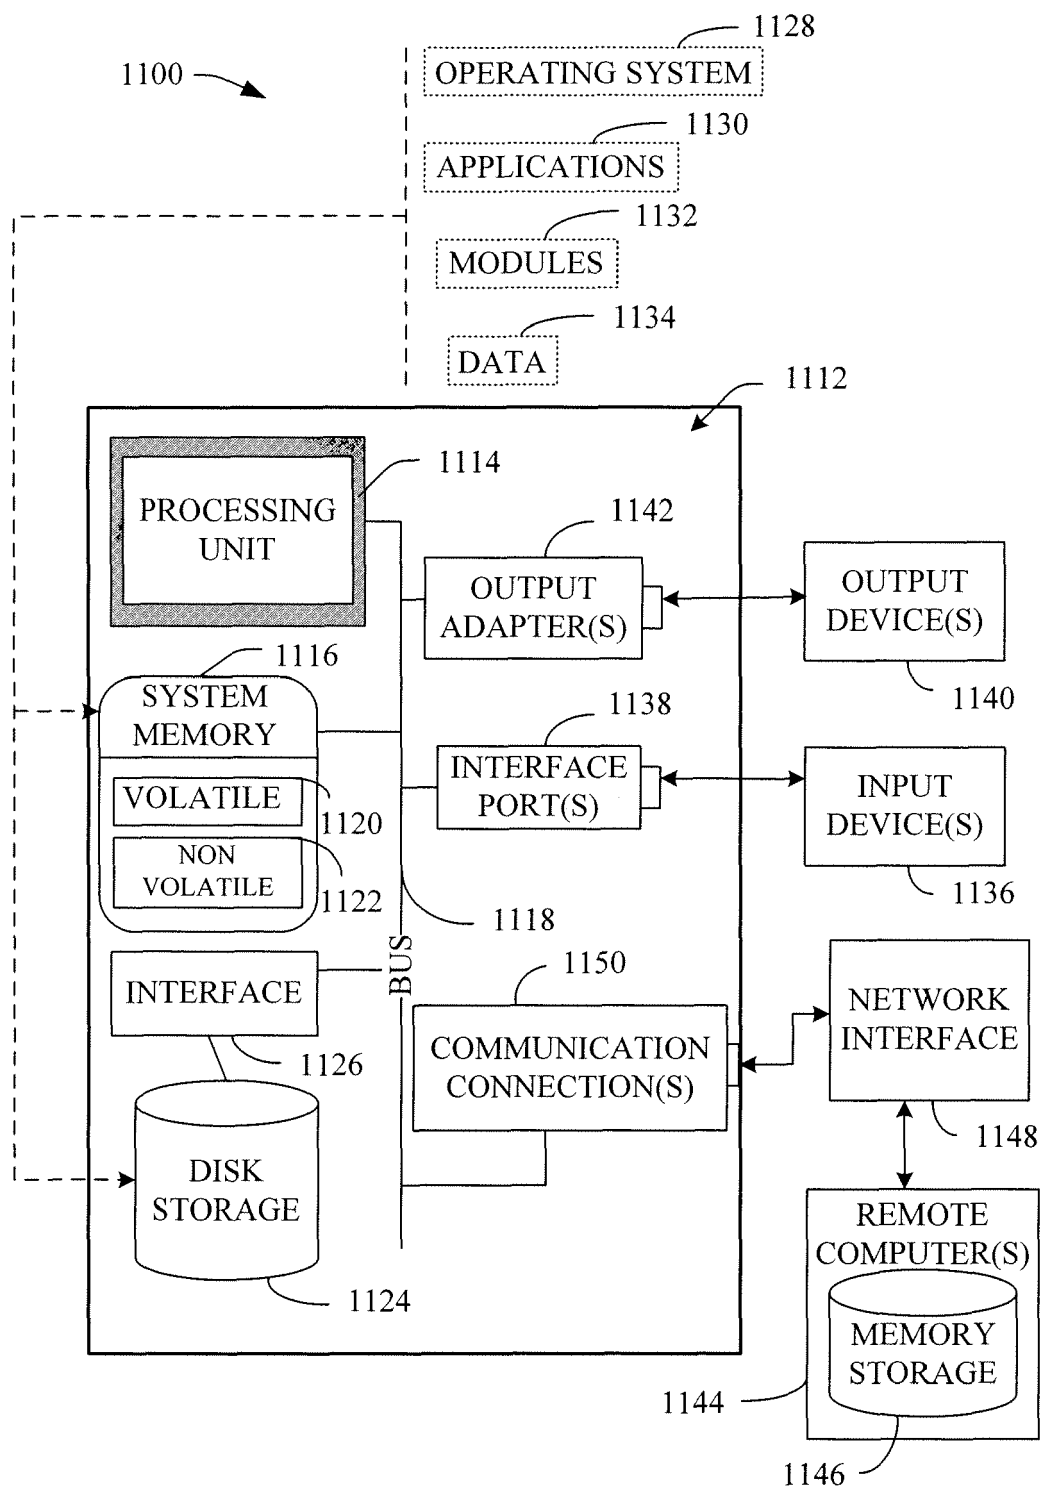 1128
1100
OPERATING SYSTEM
1130
APPLICATIONS
1132
MODULES
1134
DATA
1112
1114
PROCESSING
UNIT
1142
OUTPUT
ADAPTER(S)
OUTPUT
DEVICE(S)
1140
1116
SYSTEM
MEMORY
1138
INTERFACE
PORT(S)
INPUT
DEVICE(S)
1136
VOLATILE
1120
NON
VOLATILE
1122
1118
BUS
INTERFACE
1126
1150
COMMUNICATION
CONNECTION(S)
NETWORK
INTERFACE
1148
DISK
STORAGE
1124
REMOTE
COMPUTER(S)
MEMORY
STORAGE
1144
1146